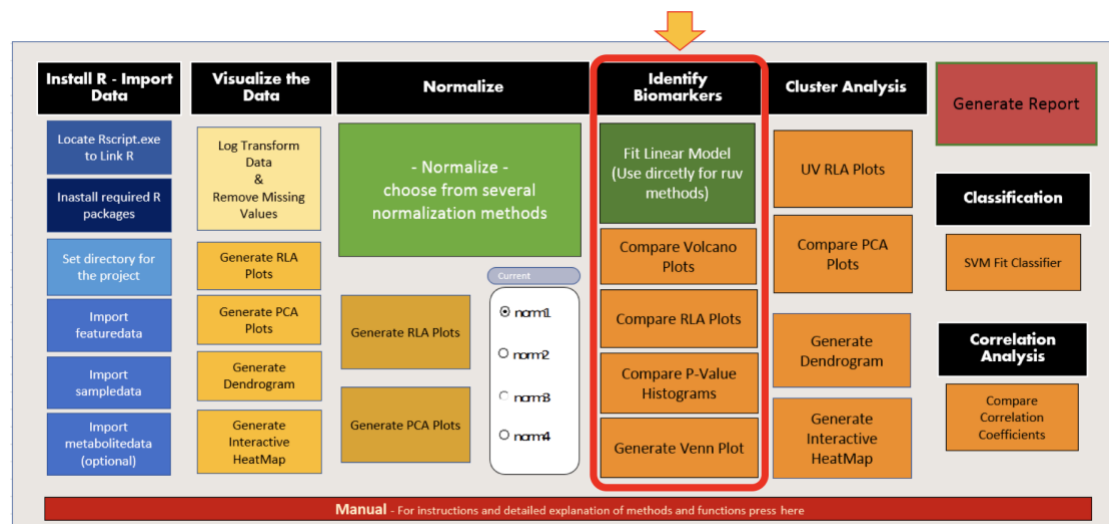 Install R - Import
Data
Locate Rscript.exe
to Link R
Inastall required R
packages
Set directory for
the project
Import
featuredata
Import
sampledata
Import
metabolitedata
(optional)
Visualize the
Data
Log Transform
Data
&
Remove Missing
Values
Generate RLA
Plots
Generate PCA
Plots
Generate
Dendrogram
Generate
Interactive
HeatMap
Normalize
- Normalize -
choose from several
normalization methods
Generate RLA Plots
Generate PCA Plots
Current
norm1
norm2
norm3
norm4
Identify
Biomarkers
Fit Linear Model
(Use dircetly for ruv
methods)
Compare Volcano
Plots
Compare RLA Plots
Compare P-Value
Histograms
Generate Venn Plot
Cluster Analysis
UV RLA Plots
Compare PCA
Plots
Generate
Dendrogram
Generate
Interactive
HeatMap
Generate Report
Classification
SVM Fit Classifier
Correlation
Analysis
Compare
Correlation
Coefficients
Manual - For instructions and detailed explanation of methods and functions press here